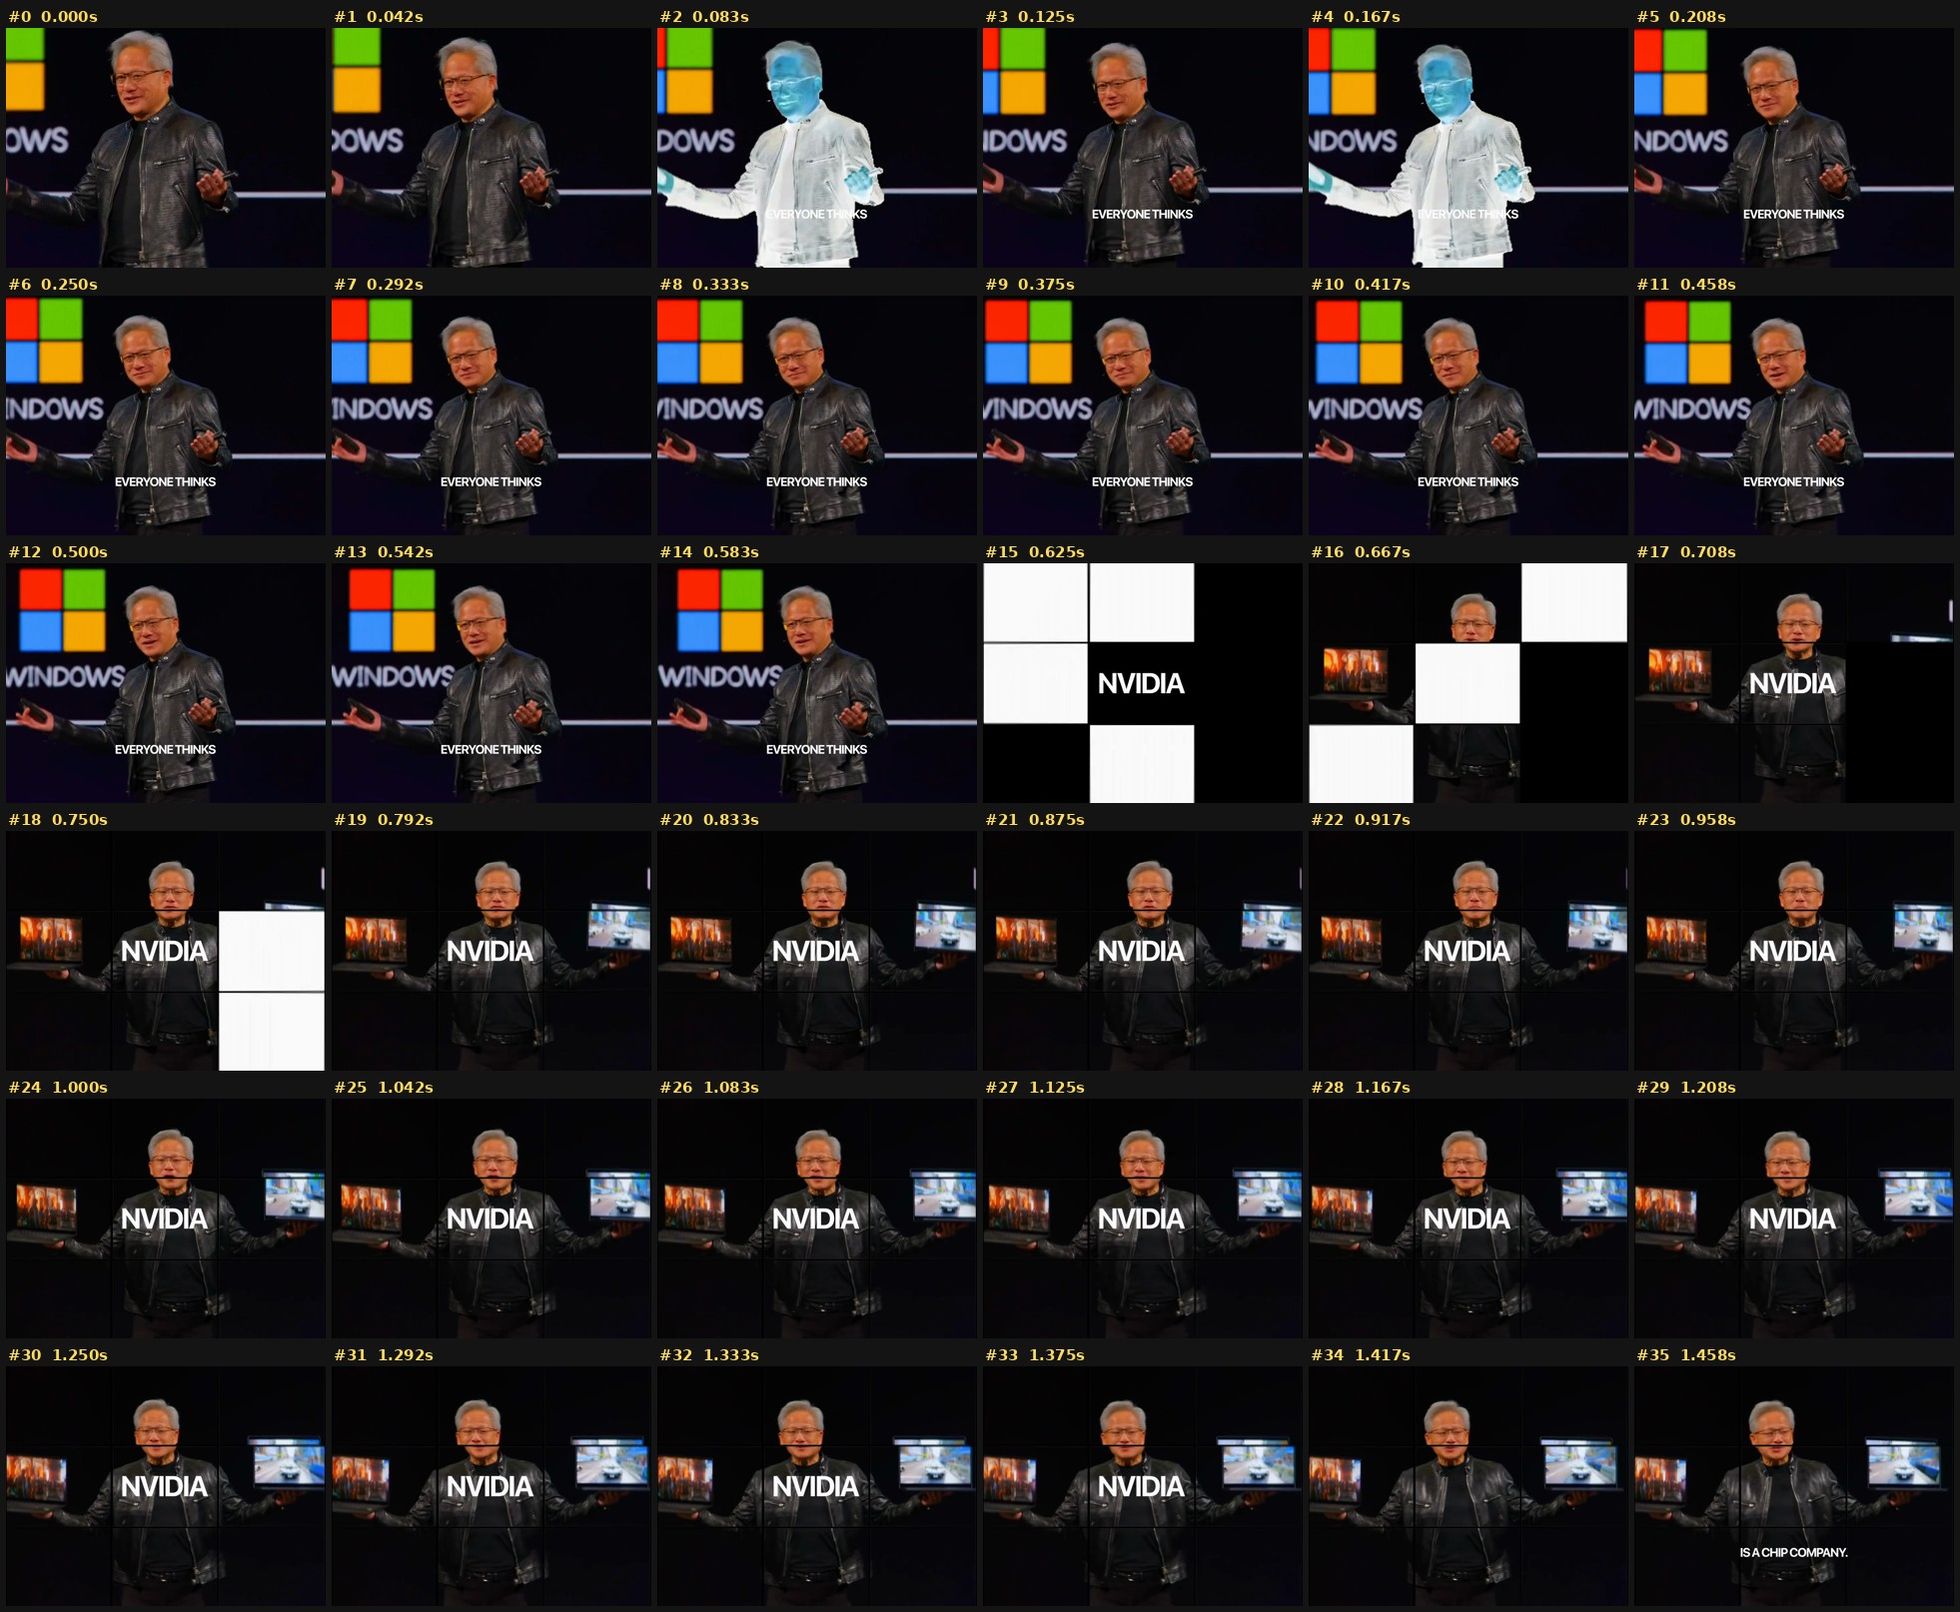 #0 0.000s
#1 0.042s
#2 0.083s
#3 0.125s
#4 0.167s
#5 0.208s
OWS
DOWS
DOWS
EVERYONE THINKS
NDOWS
EVERYONE THINKS
NDOWS
EVERYONE THINKS
NDOWS
EVERYONE THINKS
#6 0.250s
#7 0.292s
#8 0.333s
#9 0.375s
#10 0.417s
#11 0.458s
INDOWS
EVERYONE THINKS
INDOWS
EVERYONE THINKS
VINDOWS
EVERYONE THINKS
WINDOWS
EVERYONE THINKS
WINDOWS
EVERYONE THINKS
WINDOWS
EVERYONE THINKS
#12 0.500s
#13 0.542s
#14 0.583s
#15 0.625s
#16 0.667s
#17 0.708s
WINDOWS
EVERYONE THINKS
WINDOWS
EVERYONE THINKS
WINDOWS
EVERYONE THINKS
NVIDIA
NVIDIA
#18 0.750s
#19 0.792s
#20 0.833s
#21 0.875s
#22 0.917s
#23 0.958s
NVIDIA
NVIDIA
NVIDIA
NVIDIA
NVIDIA
NVIDIA
#24 1.000s
#25 1.042s
#26 1.083s
#27 1.125s
#28 1.167s
#29 1.208s
NVIDIA
NVIDIA
NVIDIA
NVIDIA
NVIDIA
NVIDIA
#30 1.250s
#31 1.292s
#32 1.333s
#33 1.375s
#34 1.417s
#35 1.458s
NVIDIA
NVIDIA
NVIDIA
NVIDIA
IS A CHIP COMPANY.